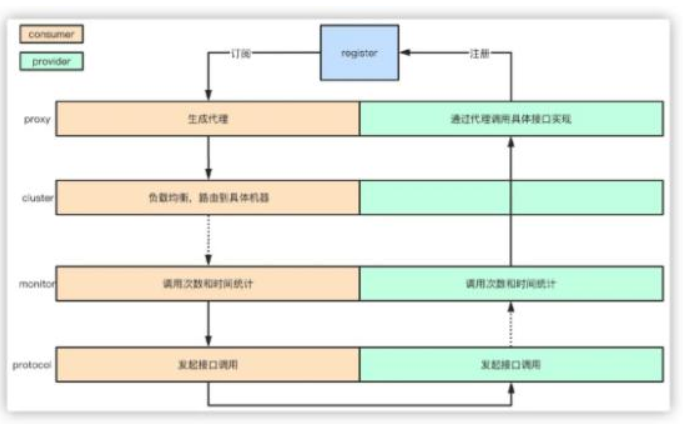 consumer
provider
订阅
register
注册
proxy
生成代理
通过代理调用具体接口实现
cluster
负载均衡，路由到具体机器
monitor
调用次数和时间统计
调用次数和时间统计
protocol
发起接口调用
发起接口调用